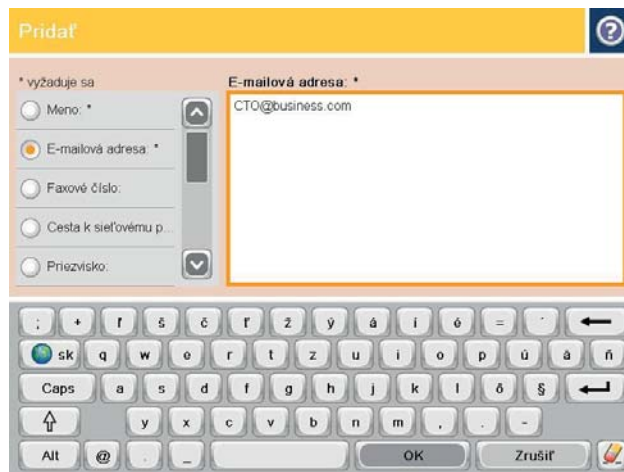 Pridať
* vyžaduje sa
E-mailová adresa: *
Meno: *
CTO@business.com
E-mailová adresa: *
Faxové číslo:
Cesta k sieťovému p...
Priezvisko:
; + ľ š č ť ž ý á í é = ´
sk q w e r t z u i o p ú ä ň
Caps a s d f g h j k l ô §
y x c v b n m , . -
Alt @ . _ OK Zrušiť